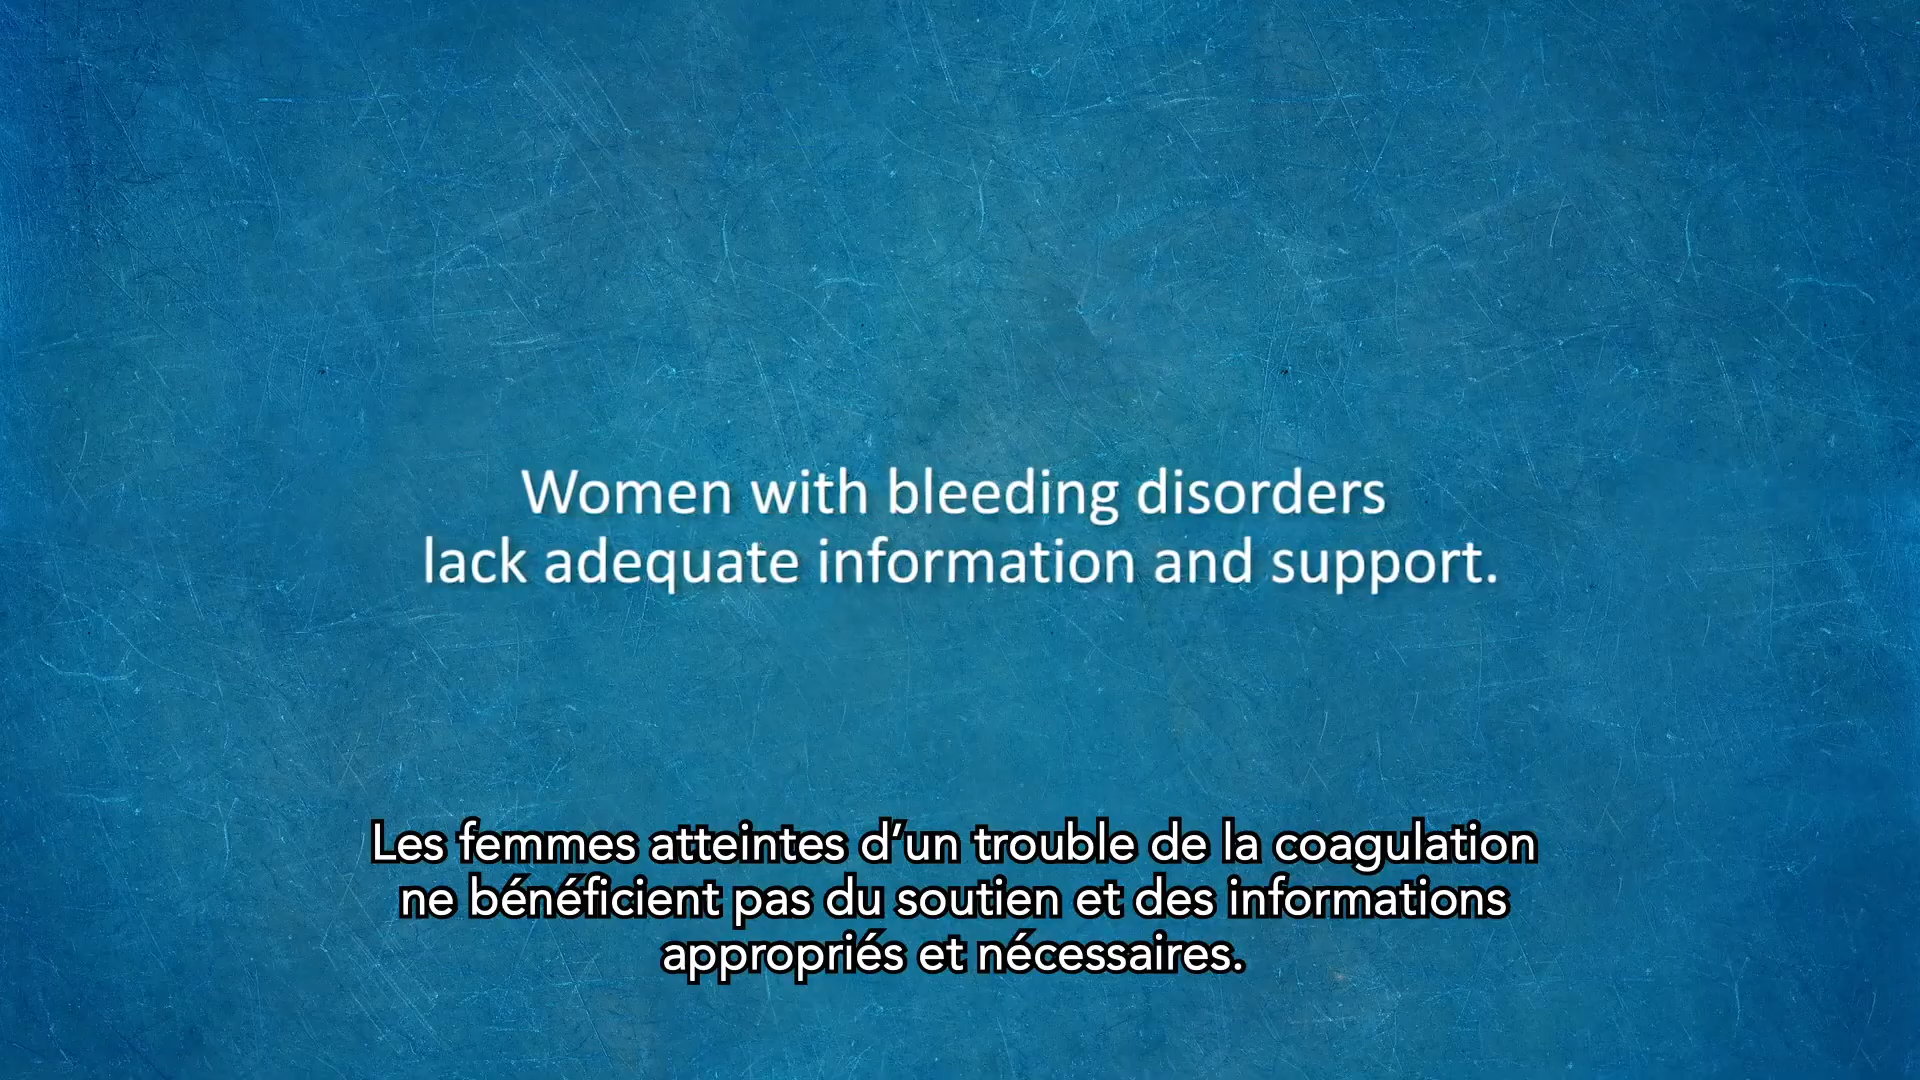 Women with bleeding disorders
lack adequate information and support.
Les femmes atteintes d’un trouble de la coagulation
ne bénéficient pas du soutien et des informations
appropriés et nécessaires.